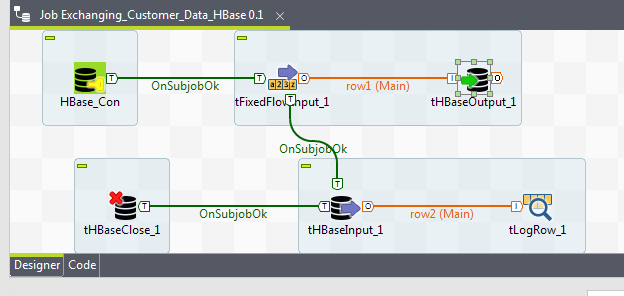 Job Exchanging_Customer_Data_HBase 0.1
T
OnSubjobOk
T
a z 3 z
O
row1 (Main)
I
O
HBase_Con
tFixedFlowInput_1
tHBaseOutput_1
T
OnSubjobOk
T
T
OnSubjobOk
T
O
row2 (Main)
I
tHBaseClose_1
tHBaseInput_1
tLogRow_1
Designer
Code